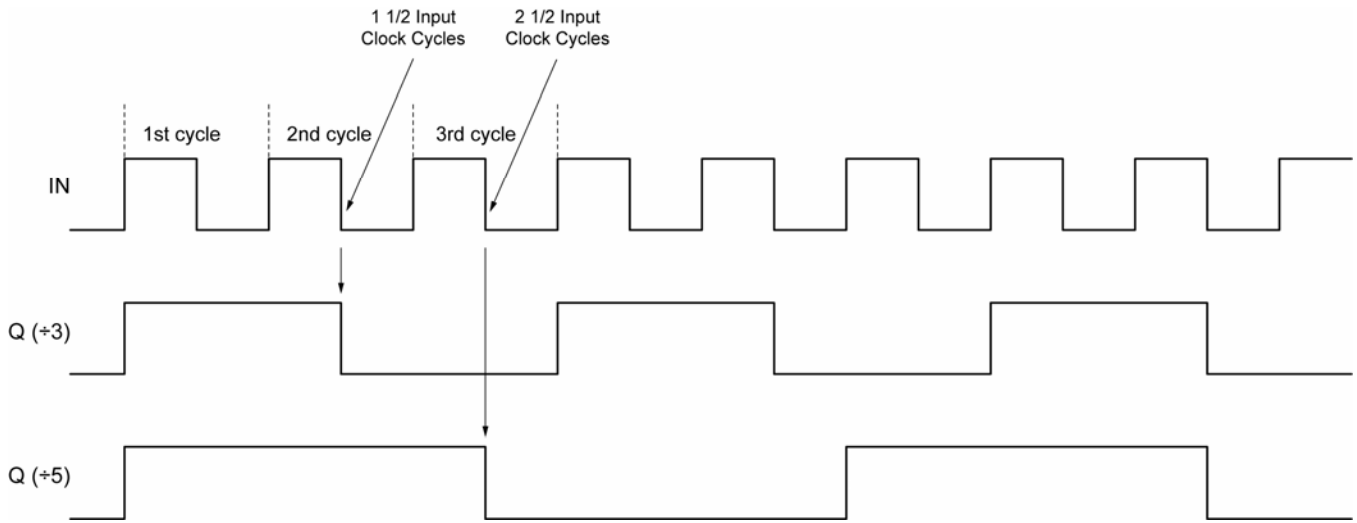 1 1/2 Input
Clock Cycles
2 1/2 Input
Clock Cycles
1st cycle
2nd cycle
3rd cycle
IN
Q (÷3)
Q (÷5)